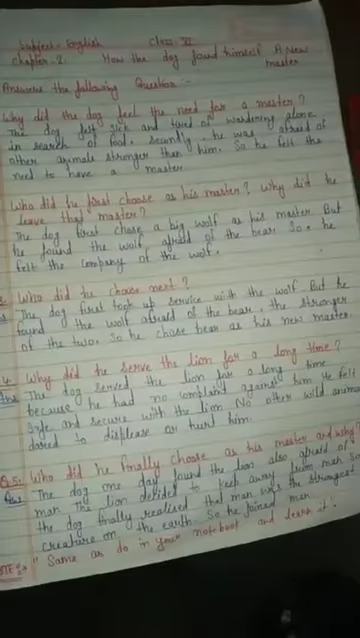 Subject - English Class - VI
Chapter - 2. How the dog found himself A New
master
Answers the following Question :-
Why did the dog feel the need for a master?
The dog felt sick and tired of wandering alone
in search of food. Secondly, he was afraid of
other animals stronger than him. So he felt the
need to have a master
Who did he first choose as his master? Why did he
leave that master?
The dog first chose a big wolf as his master But
he found the wolf afraid of the bear So, he
felt the company of the wolf.
Who did he choose next?
The dog first took up service with the wolf But he
found the wolf afraid of the bear, the stronger
of the two. So he chose bear as his new master.
4. Why did he serve the lion for a long time?
Ans The dog served the lion for a long time
because he had no complaint against him He felt
safe and secure with the lion No other wild animal
dared to displease or hurt him.
Q.5: Who did he finally choose as his master and why?
Ans The dog one day found the lion also afraid of
man The lion decided to keep away from man So
the dog finally realised that man was the strongest
creature on the earth So he joined man
NOTE :- "Same as do in your notebook and learn it".